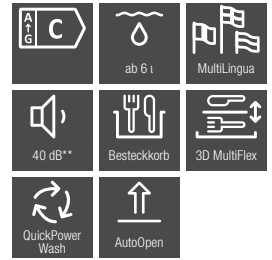 A
↑
G
C
ab 6 l
MultiLingua
40 dB**
Besteckkorb
3D MultiFlex
QuickPower
Wash
AutoOpen